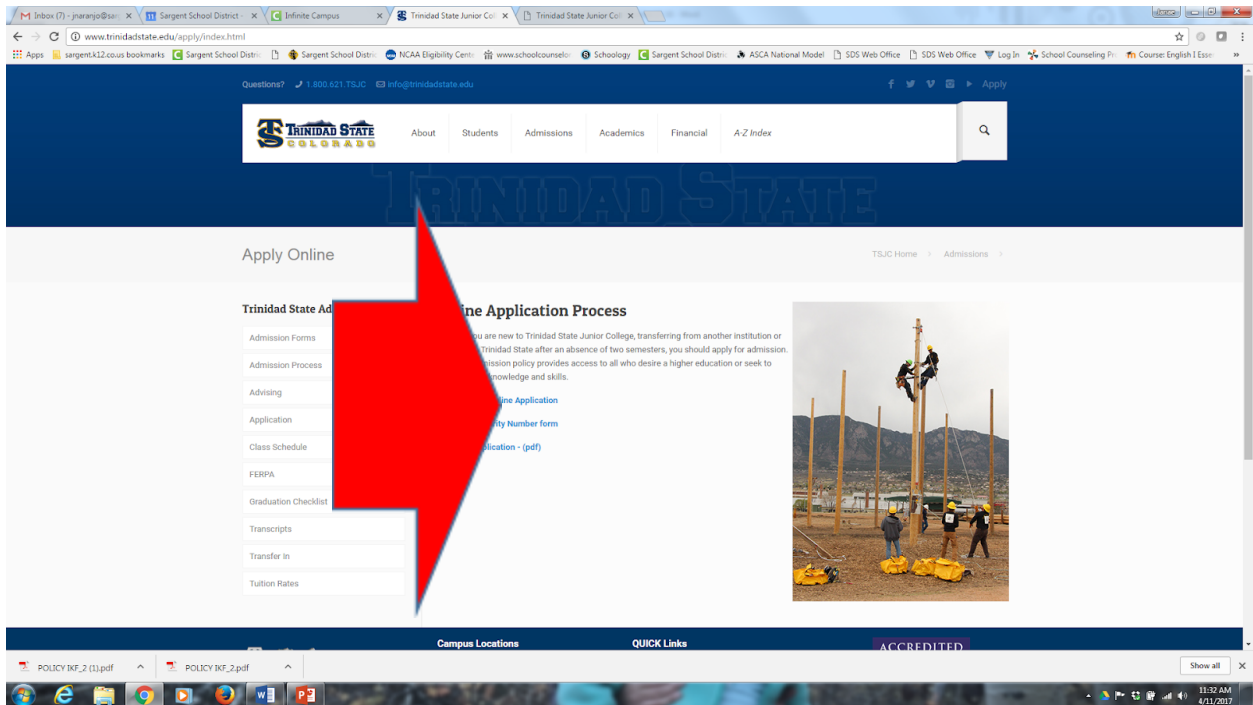 Inbox (7) - jnaranjo@sar
Sargent School District -
Infinite Campus
Trinidad State Junior Coll
Trinidad State Junior Coll
www.trinidadstate.edu/apply/index.html
Apps
sargent.k12.co.us bookmarks
Sargent School Distric
Sargent School Distric
NCAA Eligibility Cente
www.schoolcounselor
Schoology
Sargent School Distric
ASCA National Model
SDS Web Office
SDS Web Office
Log In
School Counseling Pr
Course: English I Esse
»
Questions? 1.800.621.TSJC info@trinidadstate.edu
Apply
TRINIDAD STATE
COLORADO
About Students Admissions Academics Financial A-Z Index
TRINIDAD STATE
Apply Online
TSJC Home › Admissions ›
Trinidad State Ad
Admission Forms
Admission Process
Advising
Application
Class Schedule
FERPA
Graduation Checklist
Transcripts
Transfer In
Tuition Rates
ine Application Process
ou are new to Trinidad State Junior College, transferring from another institution or
Trinidad State after an absence of two semesters, you should apply for admission.
mission policy provides access to all who desire a higher education or seek to
nowledge and skills.
ine Application
rity Number form
plication - (pdf)
Campus Locations
QUICK Links
ACCREDITED
POLICY IKF_2 (1).pdf
POLICY IKF_2.pdf
Show all
11:32 AM
4/11/2017